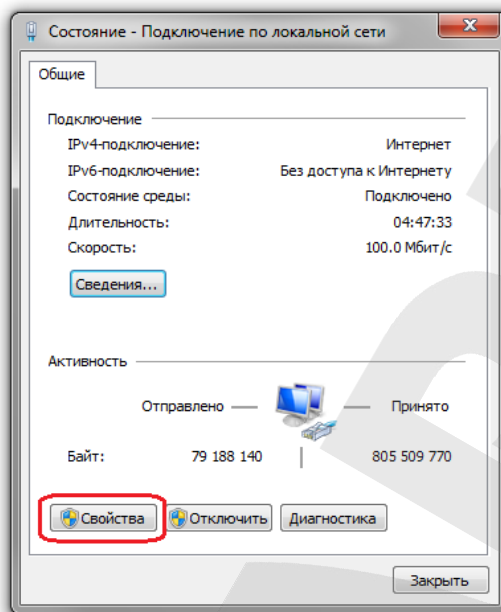 Состояние - Подключение по локальной сети
Общие
Подключение
IPv4-подключение: Интернет
IPv6-подключение: Без доступа к Интернету
Состояние среды: Подключено
Длительность: 04:47:33
Скорость: 100.0 Мбит/с
Сведения...
Активность
Отправлено — Принято
Байт: 79 188 140 | 805 509 770
Свойства Отключить Диагностика
Закрыть